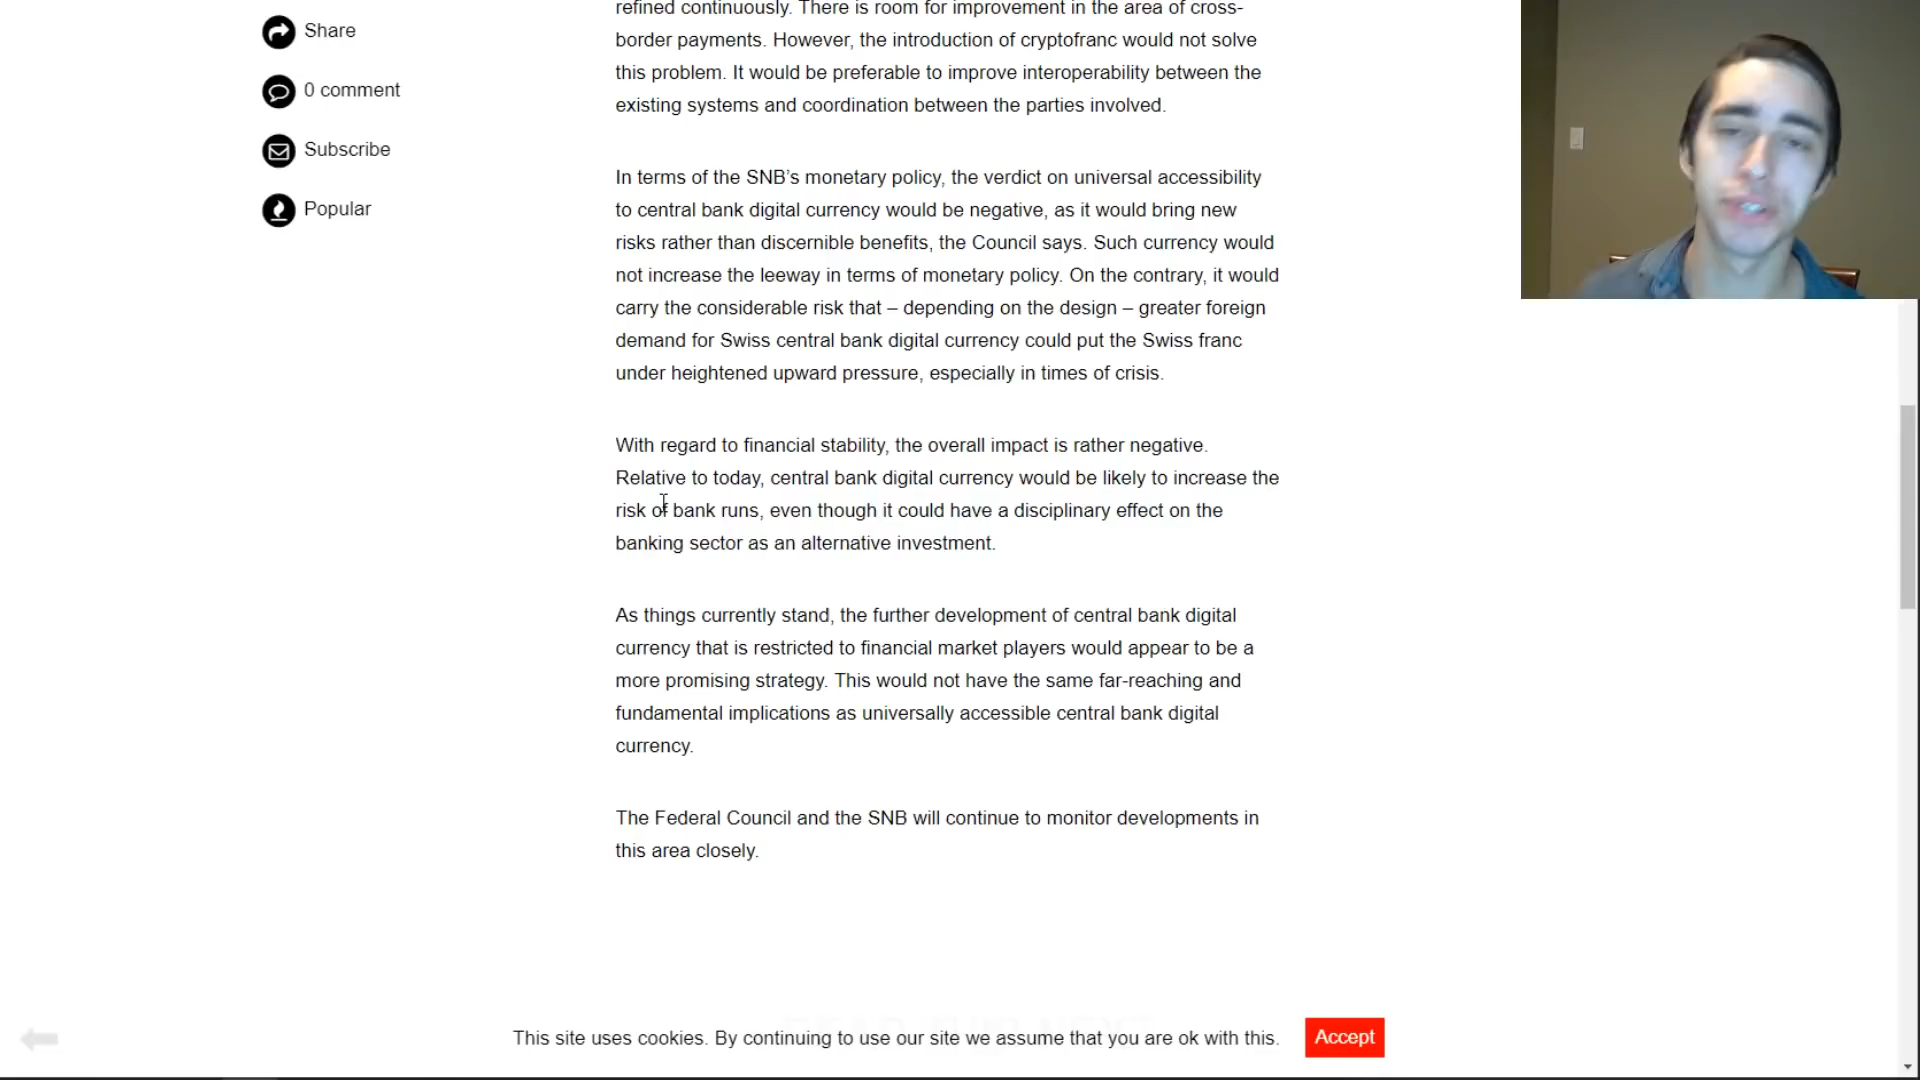 Share
0 comment
Subscribe
Popular
refined continuously. There is room for improvement in the area of cross-
border payments. However, the introduction of cryptofranc would not solve
this problem. It would be preferable to improve interoperability between the
existing systems and coordination between the parties involved.
In terms of the SNB’s monetary policy, the verdict on universal accessibility
to central bank digital currency would be negative, as it would bring new
risks rather than discernible benefits, the Council says. Such currency would
not increase the leeway in terms of monetary policy. On the contrary, it would
carry the considerable risk that – depending on the design – greater foreign
demand for Swiss central bank digital currency could put the Swiss franc
under heightened upward pressure, especially in times of crisis.
With regard to financial stability, the overall impact is rather negative.
Relative to today, central bank digital currency would be likely to increase the
risk of bank runs, even though it could have a disciplinary effect on the
banking sector as an alternative investment.
As things currently stand, the further development of central bank digital
currency that is restricted to financial market players would appear to be a
more promising strategy. This would not have the same far-reaching and
fundamental implications as universally accessible central bank digital
currency.
The Federal Council and the SNB will continue to monitor developments in
this area closely.
This site uses cookies. By continuing to use our site we assume that you are ok with this.
Accept